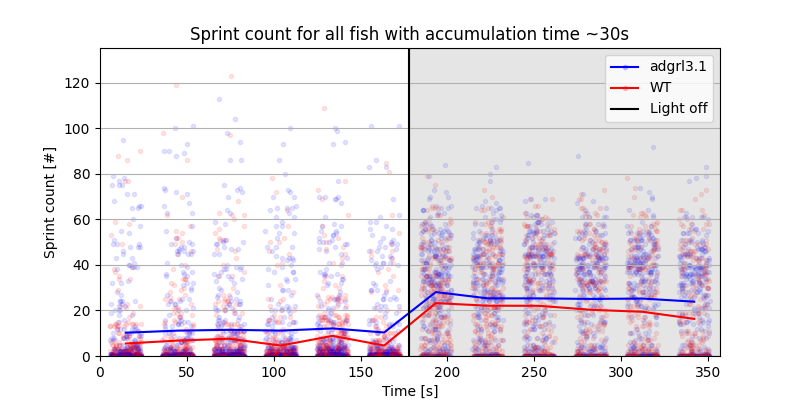 Sprint count for all fish with accumulation time ~30s
adgrl3.1
WT
Light off
Sprint count [#]
120
100
80
60
40
20
0
0
50
100
150
200
250
300
350
Time [s]